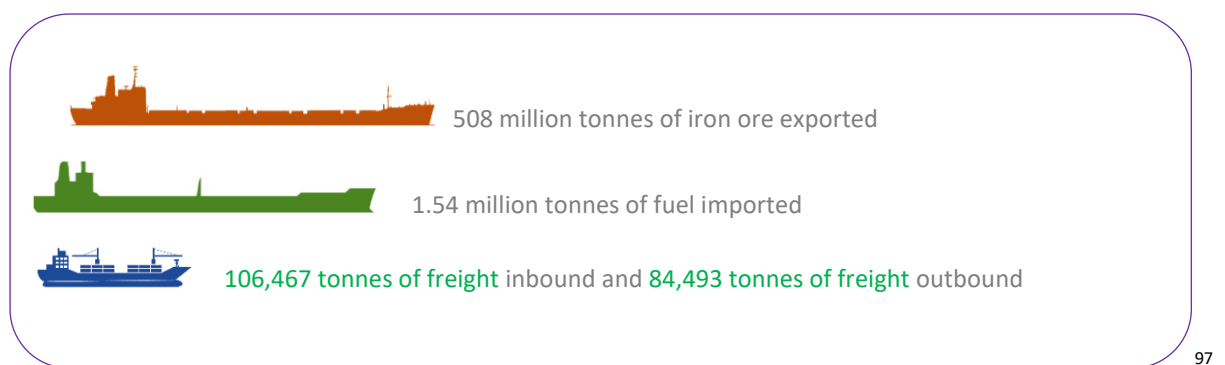 508 million tonnes of iron ore exported
1.54 million tonnes of fuel imported
106,467 tonnes of freight inbound and 84,493 tonnes of freight outbound
97